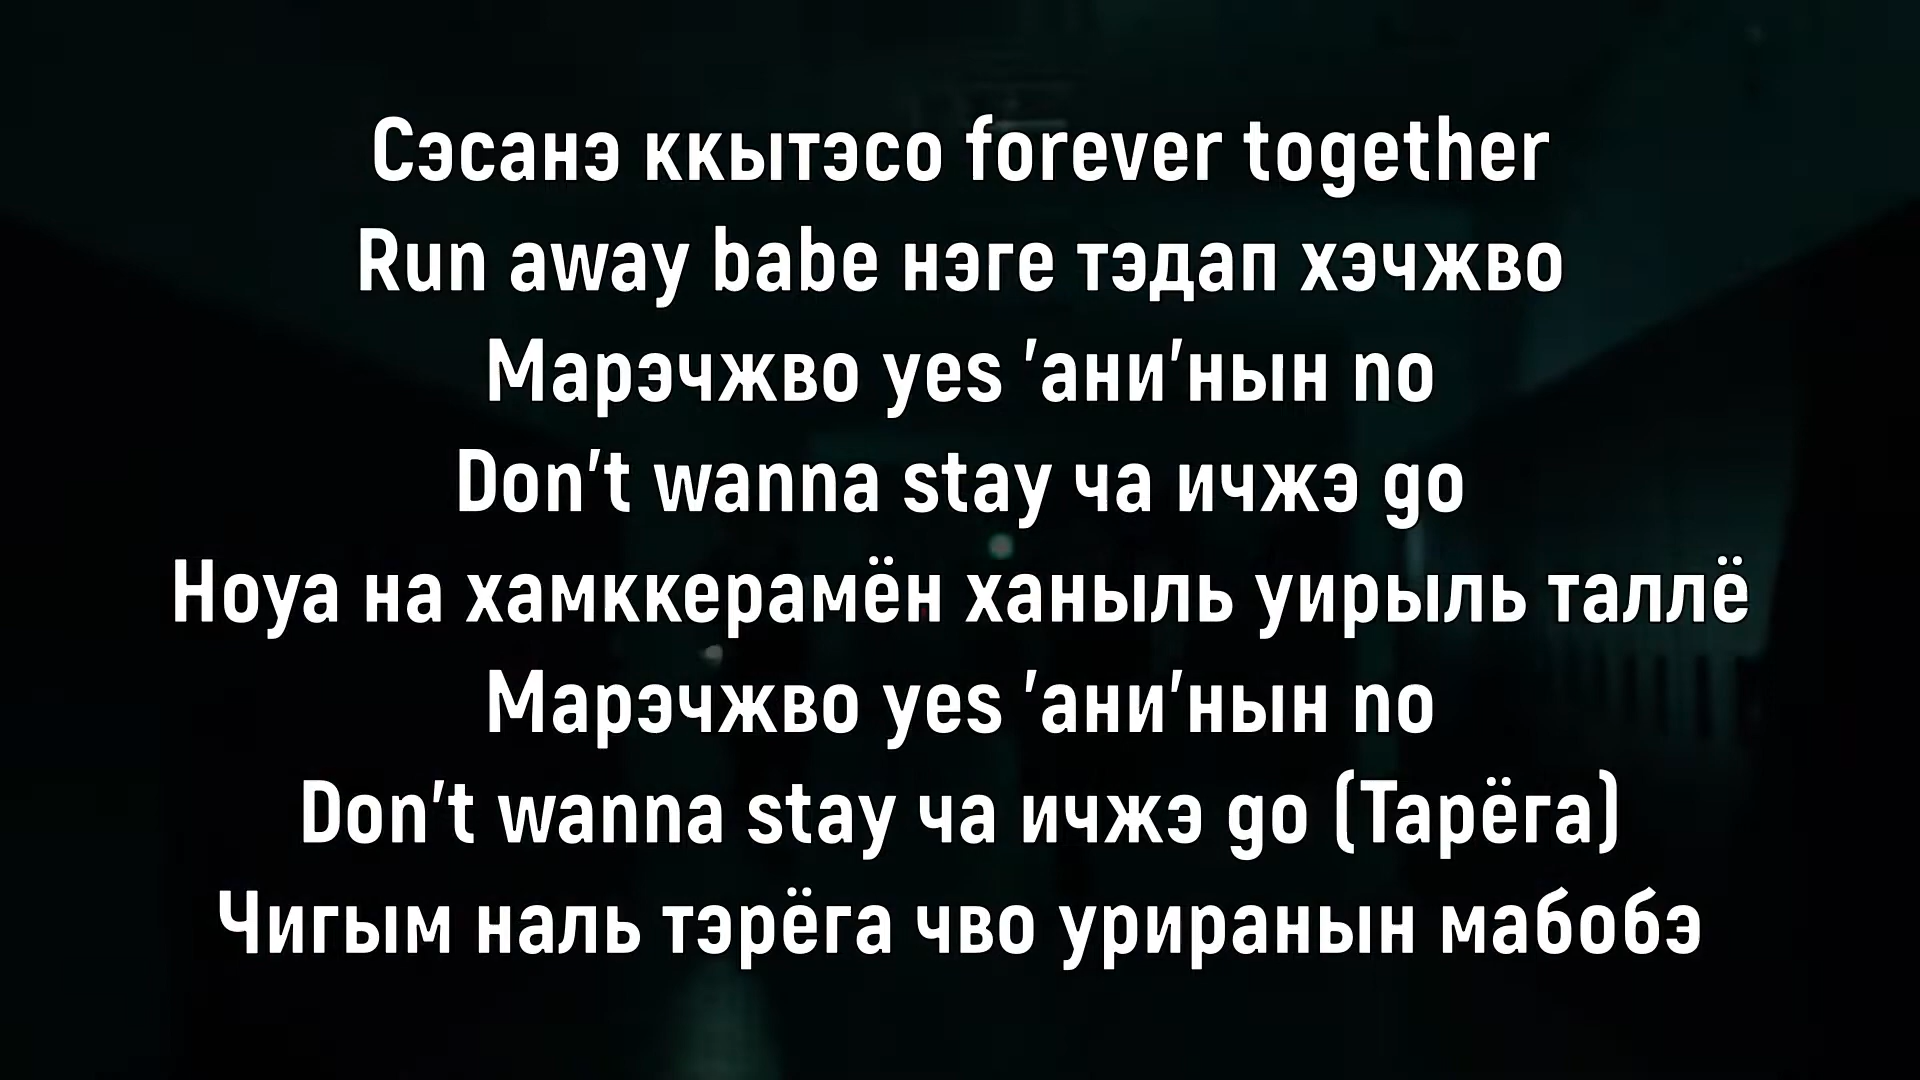 Сэсанэ ккытэсо forever together
Run away babe нэге тэдап хэчжво
Марэчжво yes 'ани'нын no
Don't wanna stay ча ичжэ go
Ноуа на хамккерамён ханыль уирыль таллё
Марэчжво yes 'ани'нын no
Don't wanna stay ча ичжэ go (Тарёга)
Чигым наль тэрёга чво уриранын мабобэ